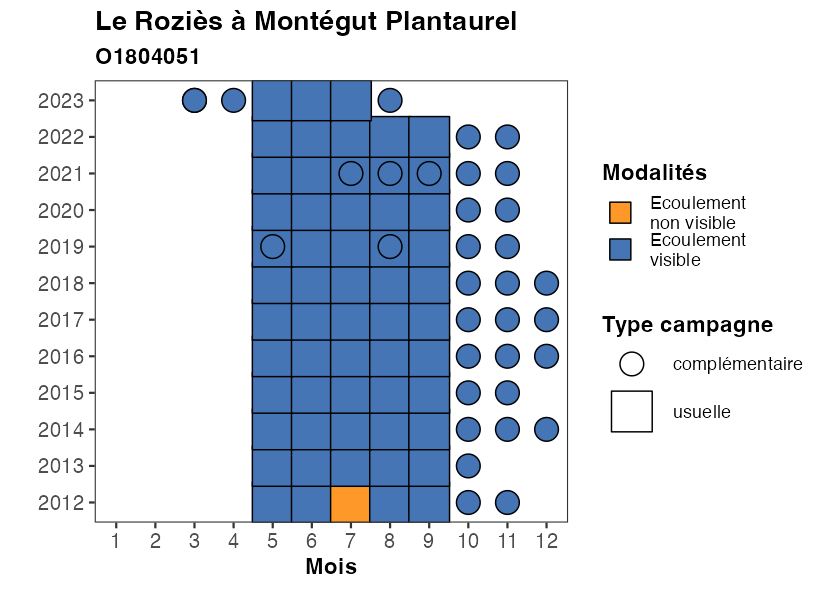 Le Roziès à Montégut Plantaurel
O1804051
2023
2022
2021
2020
2019
2018
2017
2016
2015
2014
2013
2012
1 2 3 4 5 6 7 8 9 10 11 12
Mois
Modalités
Ecoulement
non visible
Ecoulement
visible
Type campagne
complémentaire
usuelle